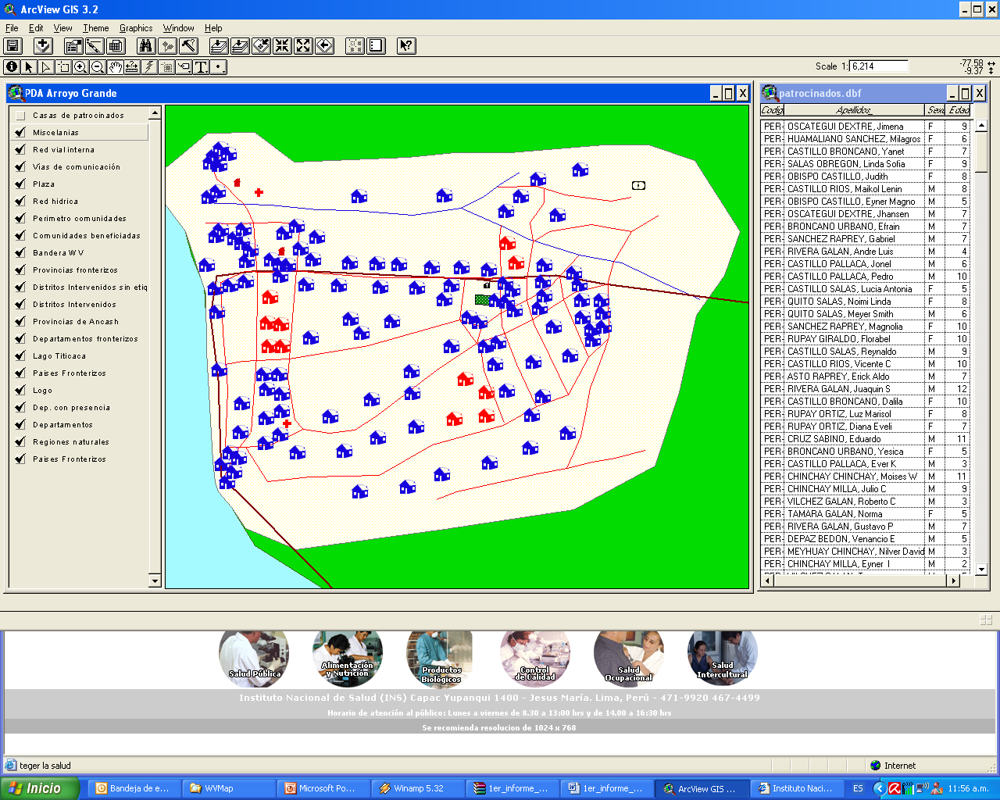 ArcView GIS 3.2
File Edit View Theme Graphics Window Help
Scale 1: 6,214
-77.58
-9.37
PDA Arroyo Grande
Casas de patrocinados
Miscelanias
Red vial interna
Vías de comunicación
Plaza
Red hidrica
Perimetro comunidades
Comunidades beneficiadas
Bandera WV
Provincias fronterizos
Distritos Intervenidos sin etiq
Distritos Intervenidos
Provincias de Ancash
Departamentos fronterizos
Lago Titicaca
Paises Fronterizos
Logo
Dep. con presencia
Departamentos
Regiones naturales
Paises Fronterizos
patrocinados.dbf
Codig Apellidos_ Sexo Edad
PER- OSCATEGUI DEXTRE, Jimena F 9
PER- HUAMALIANO SANCHEZ, Milagros F 6
PER- CASTILLO BRONCANO, Yanet F 7
PER- SALAS OBREGON, Linda Sofia F 9
PER- OBISPO CASTILLO, Judith F 8
PER- CASTILLO RIOS, Maikol Lenin M 8
PER- OBISPO CASTILLO, Eyner Magno M 5
PER- OSCATEGUI DEXTRE, Jhansen M 7
PER- BRONCANO URBANO, Efrain M 7
PER- SANCHEZ RAPREY, Gabriel M 7
PER- RIVERA GALAN, Andre Luis M 4
PER- CASTILLO PALLACA, Jonel M 6
PER- CASTILLO PALLACA, Pedro M 10
PER- CASTILLO SALAS, Lucia Antonia F 5
PER- QUITO SALAS, Noimi Linda F 8
PER- QUITO SALAS, Meyer Smith M 6
PER- SANCHEZ RAPREY, Magnolia F 10
PER- RUPAY GIRALDO, Florabel F 10
PER- CASTILLO SALAS, Reynaldo M 9
PER- CASTILLO RIOS, Vicente C M 10
PER- ASTO RAPREY, Erick Aldo M 7
PER- RIVERA GALAN, Juaquin S M 12
PER- CASTILLO BRONCANO, Dalila F 10
PER- RUPAY ORTIZ, Luz Marisol F 8
PER- RUPAY ORTIZ, Diana Eveli F 7
PER- CRUZ SABINO, Eduardo M 11
PER- BRONCANO URBANO, Yesica F 5
PER- CASTILLO PALLACA, Ever K M 3
PER- CHINCHAY CHINCHAY, Moises W M 11
PER- CHINCHAY MILLA, Julio C M 9
PER- VILCHEZ GALAN, Roberto C M 3
PER- TAMARA GALAN, Norma F 5
PER- RIVERA GALAN, Gustavo P M 7
PER- DEPAZ BEDON, Venancio E M 5
PER- MEYHUAY CHINCHAY, Nilver David M 3
PER- CHINCHAY MILLA, Eyner I M 2
Salud Pública
Alimentación y Nutrición
Productos Biológicos
Control de Calidad
Salud Ocupacional
Salud Intercultural
Instituto Nacional de Salud (INS) Capac Yupanqui 1400 - Jesus María. Lima, Perú - 471-9920 467-4499
Horario de atención al público: Lunes a viernes de 8.30 a 13:00 hrs y de 14.00 a 16:30 hrs
Se recomienda resolucion de 1024 x 768
teger la salud
Internet
Inicio Bandeja de e... WVMap Microsoft Po... Winamp 5.32 1er_informe_... 1er_informe_... ArcView GIS ... Instituto Naci... ES 11:56 a.m.